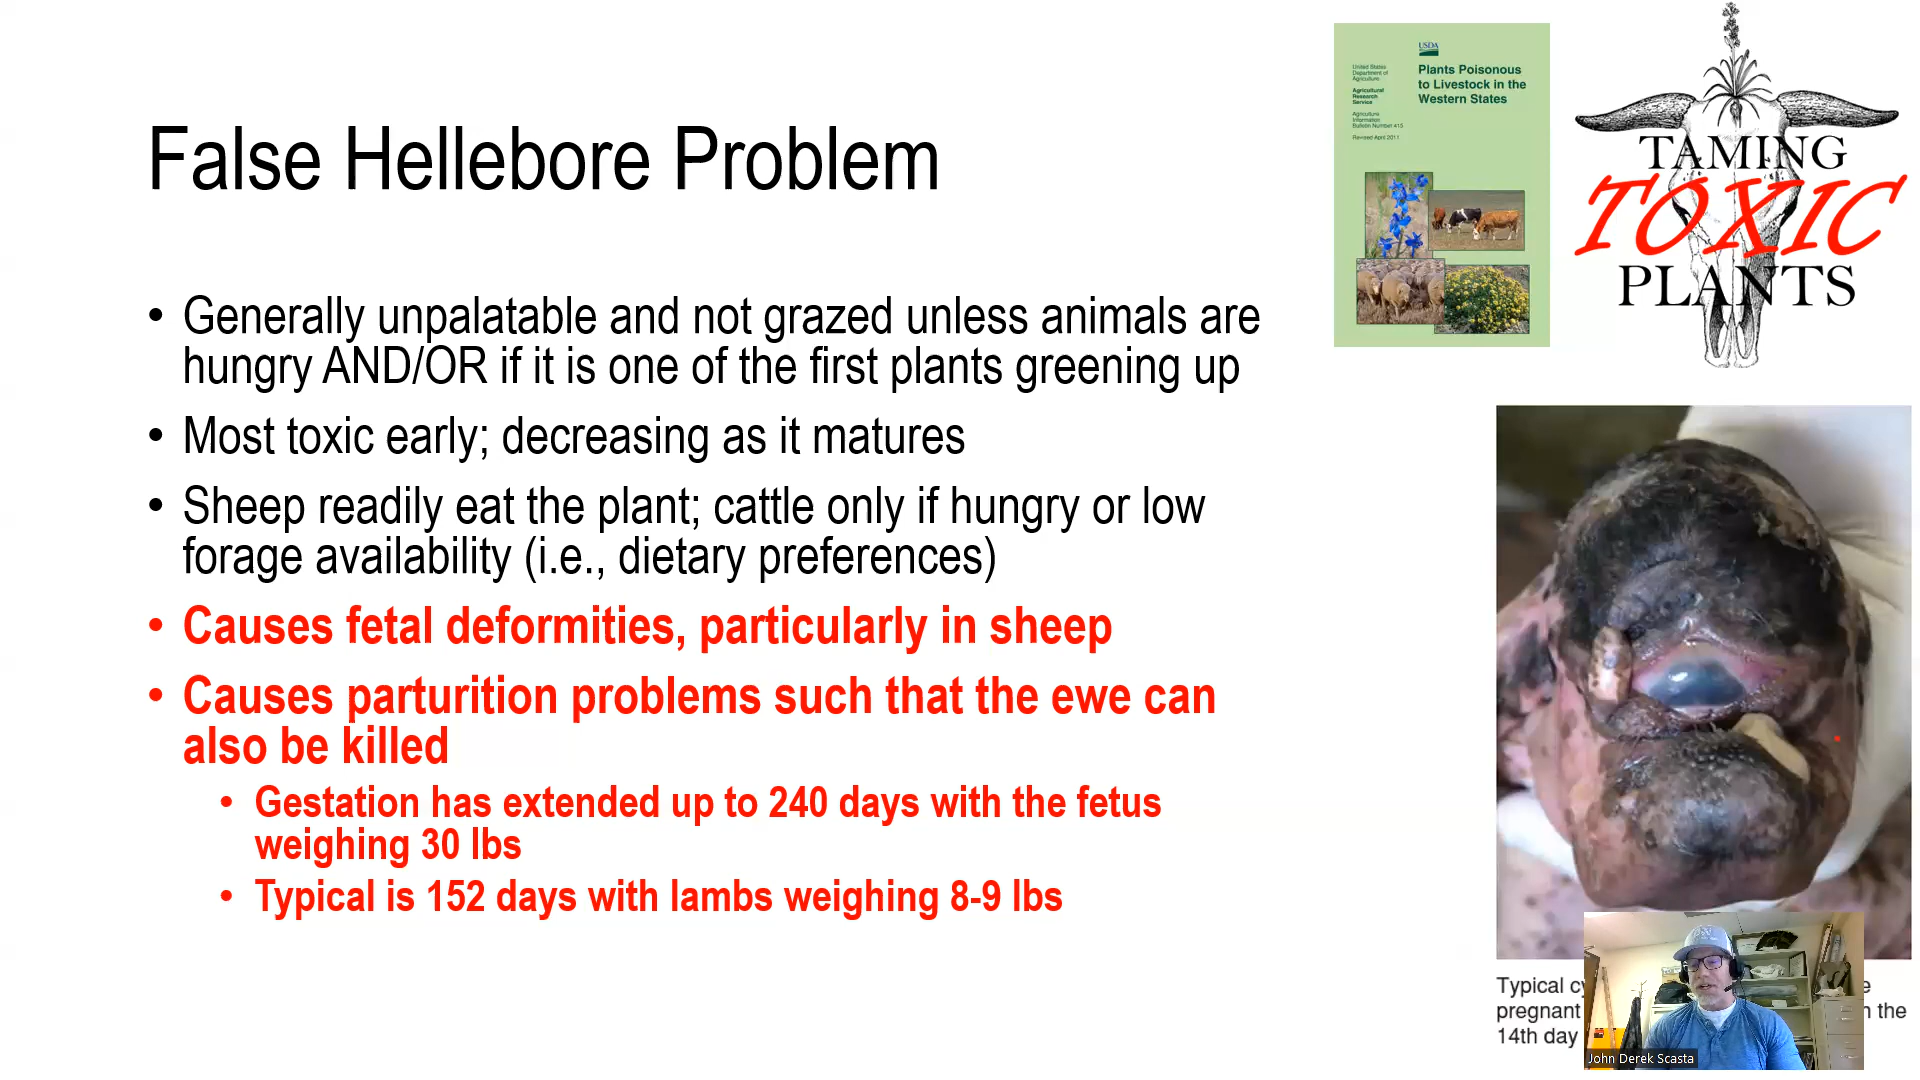 False Hellebore Problem
• Generally unpalatable and not grazed unless animals are
hungry AND/OR if it is one of the first plants greening up
• Most toxic early; decreasing as it matures
• Sheep readily eat the plant; cattle only if hungry or low
forage availability (i.e., dietary preferences)
• Causes fetal deformities, particularly in sheep
• Causes parturition problems such that the ewe can
also be killed
• Gestation has extended up to 240 days with the fetus
weighing 30 lbs
• Typical is 152 days with lambs weighing 8-9 lbs
USDA
United States
Department of
Agriculture
Agricultural
Research
Service
Agriculture
Information
Bulletin Number 415
Revised April 2011
Plants Poisonous
to Livestock in the
Western States
TAMING
TOXIC
PLANTS
Typical
pregnant the
14th day
John Derek Scasta